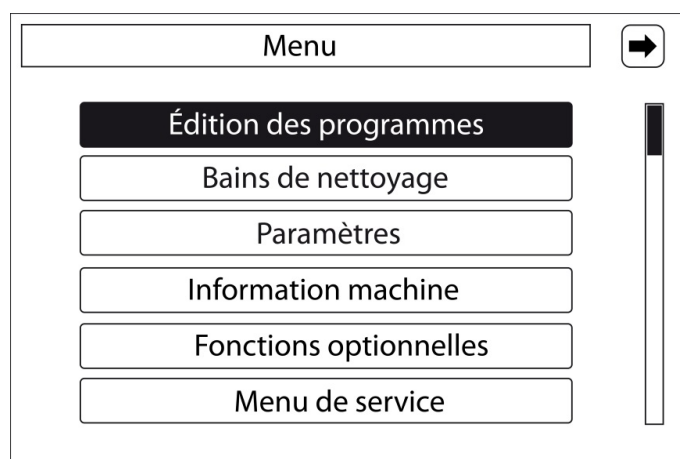 Menu
Édition des programmes
Bains de nettoyage
Paramètres
Information machine
Fonctions optionnelles
Menu de service